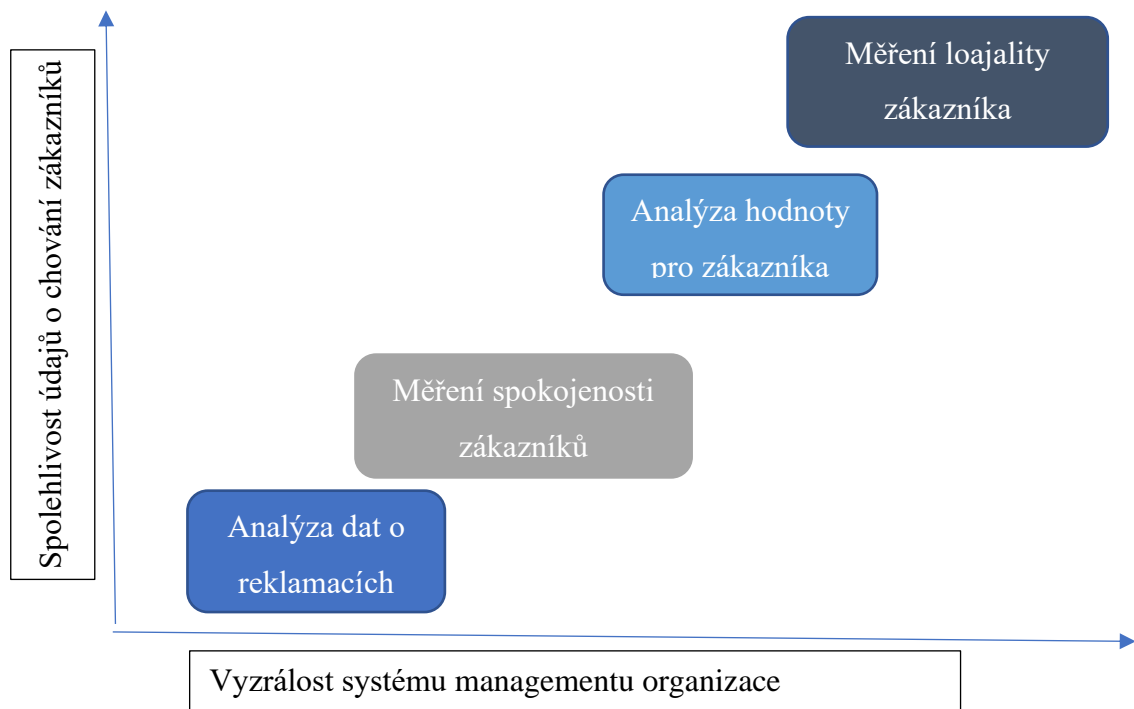 Spolehlivost údajů o chování zákazníků
Měření loajality
zákazníka
Analýza hodnoty
pro zákazníka
Měření spokojenosti
zákazníků
Analýza dat o
reklamacích
Vyzrálost systému managementu organizace